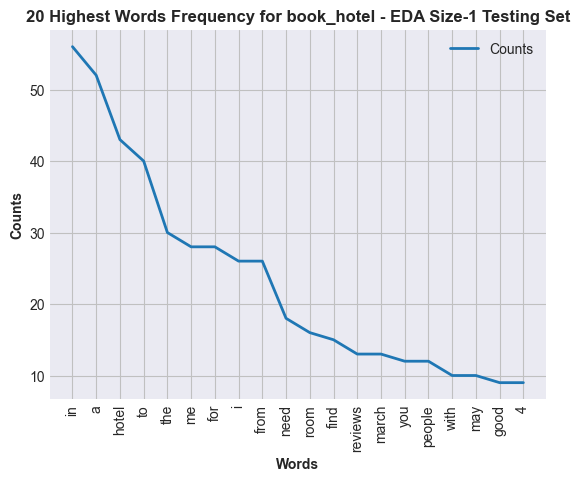 20 Highest Words Frequency for book_hotel - EDA Size-1 Testing Set
Counts
50
40
30
20
10
Counts
in
a
hotel
to
the
me
for
i
from
need
room
find
reviews
march
you
people
with
may
good
4
Words